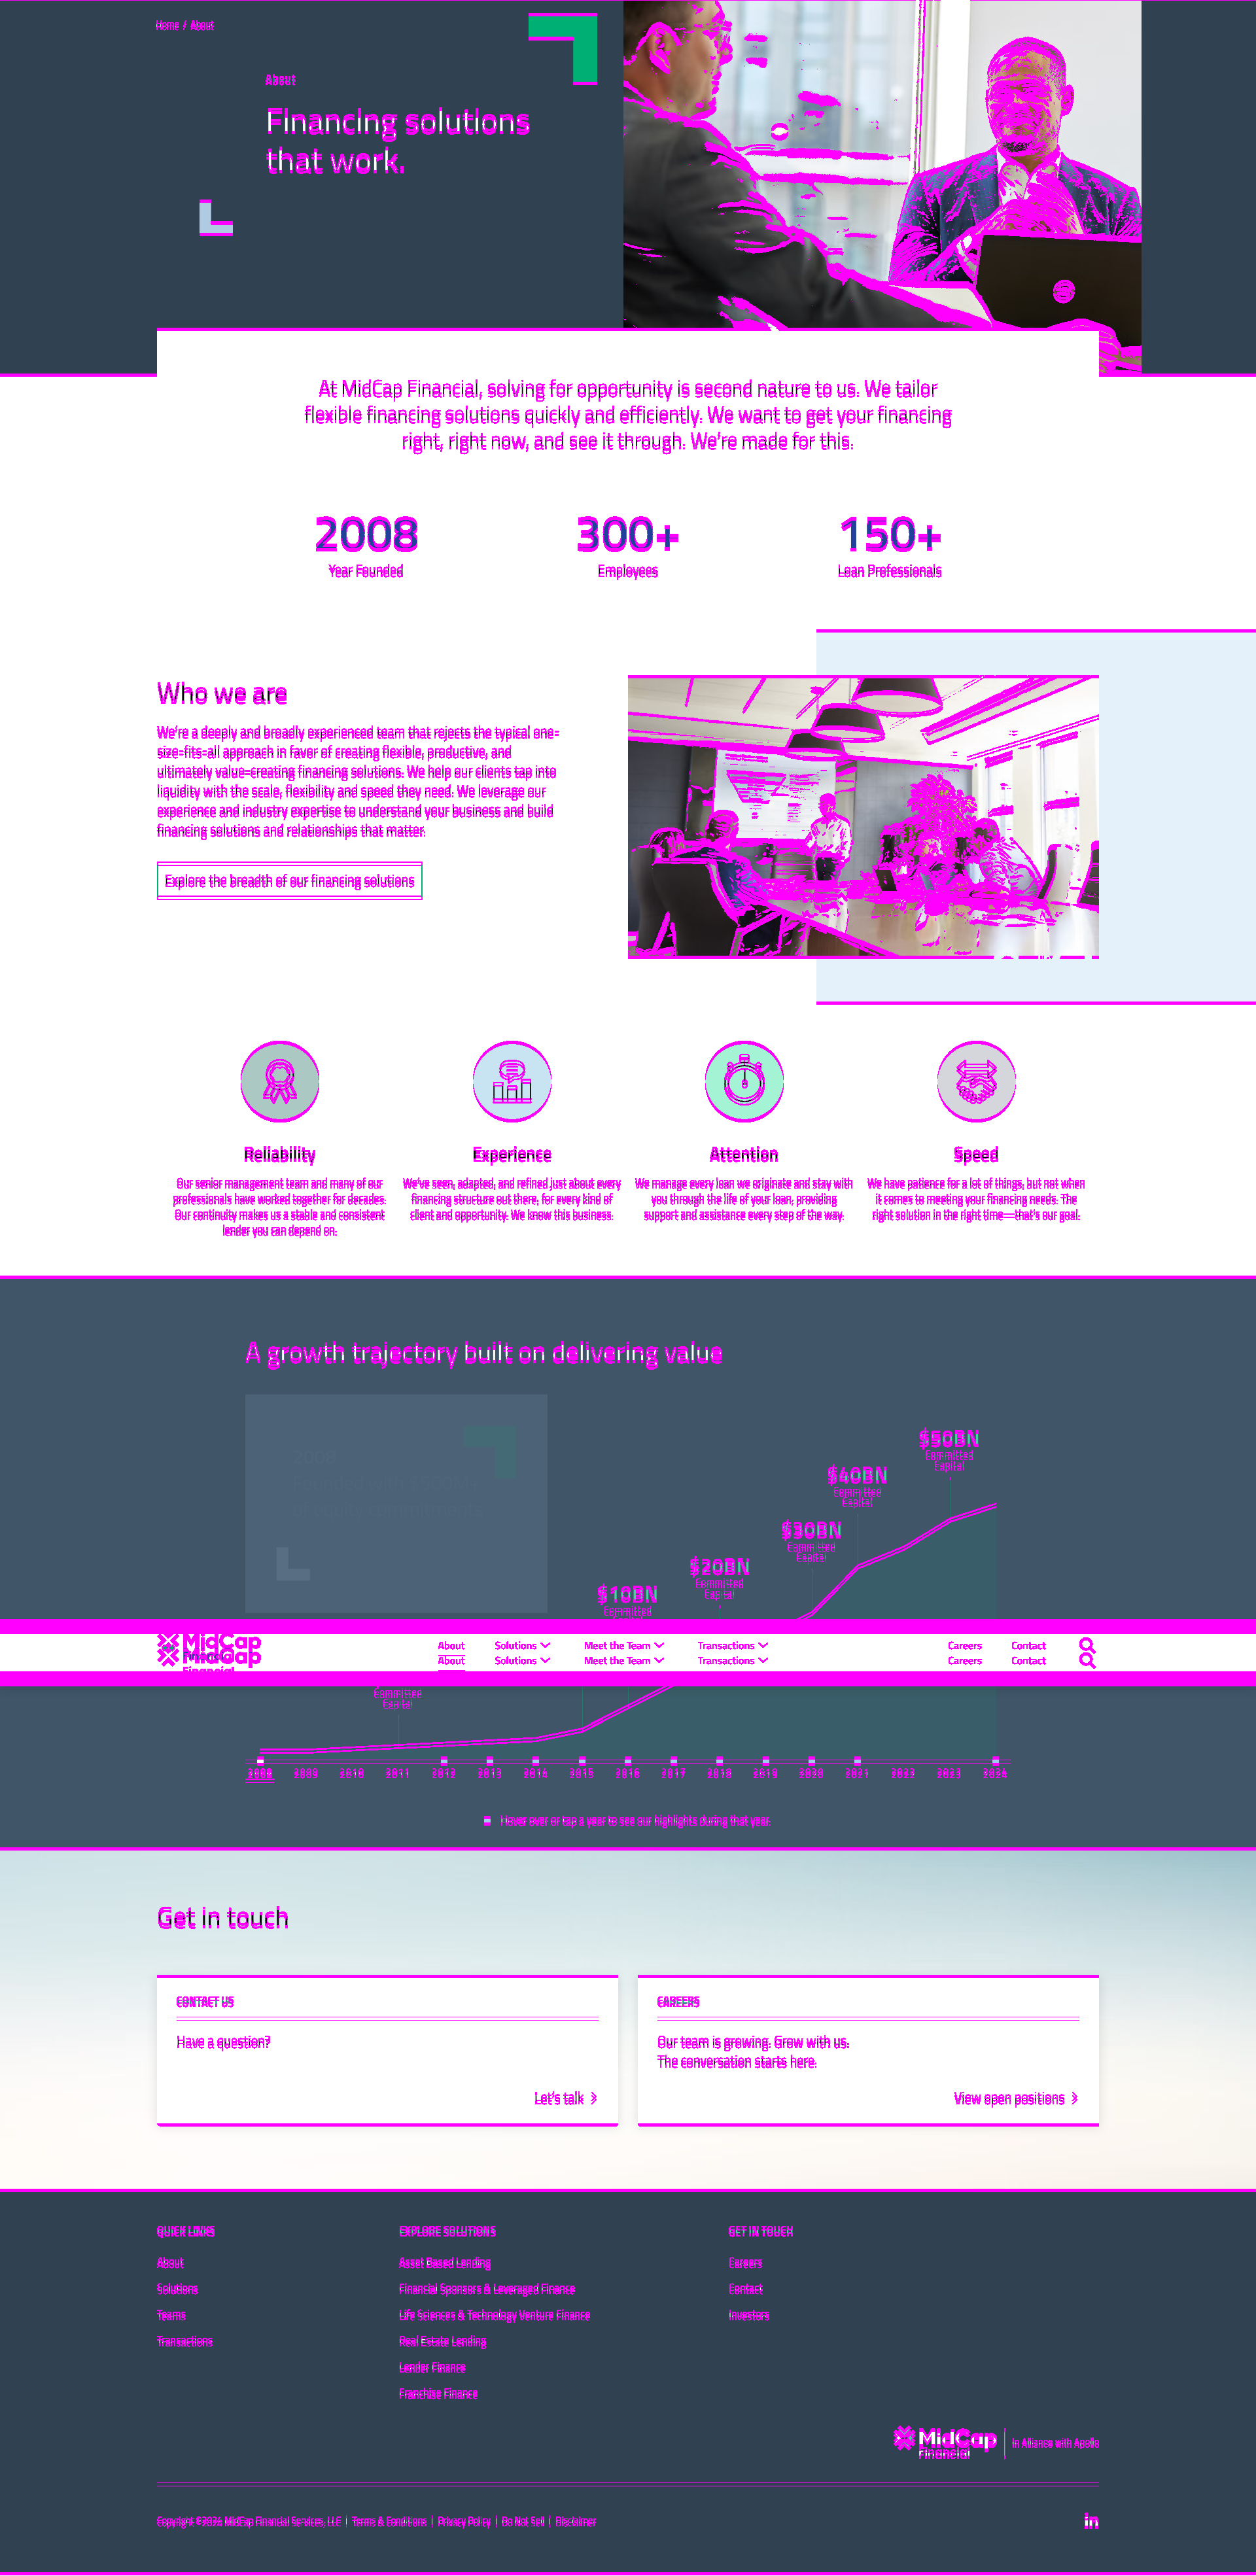 Home / About
About
Financing solutions
that work.
At MidCap Financial, solving for opportunity is second nature to us. We tailor
flexible financing solutions quickly and efficiently. We want to get your financing
right, right now, and see it through. We're made for this.
2008
Year Founded
300+
Employees
150+
Loan Professionals
Who we are
We're a deeply and broadly experienced team that rejects the typical one-
size-fits-all approach in favor of creating flexible, productive, and
ultimately value-creating financing solutions. We help our clients tap into
liquidity with the scale, flexibility and speed they need. We leverage our
experience and industry expertise to understand your business and build
financing solutions and relationships that matter.
Explore the breadth of our financing solutions
Reliability
Our senior management team and many of our
professionals have worked together for decades.
Our continuity makes us a stable and consistent
lender you can depend on.
Experience
We've seen, adapted, and refined just about every
financing structure out there, for every kind of
client and opportunity. We know this business.
Attention
We manage every loan we originate and stay with
you through the life of your loan, providing
support and assistance every step of the way.
Speed
We have patience for a lot of things, but not when
it comes to meeting your financing needs. The
right solution in the right time—that's our goal.
A growth trajectory built on delivering value
$50BN
Committed
Capital
$40BN
Committed
Capital
$30BN
Committed
Capital
$20BN
Committed
Capital
$10BN
Committed
MidCap
Financial
Financial
About Solutions Meet the Team Transactions Careers Contact
About Solutions Meet the Team Transactions Careers Contact
Committed
Capital
2008 2009 2010 2011 2012 2013 2014 2015 2016 2017 2018 2019 2020 2021 2022 2023 2024
Hover over or tap a year to see our highlights during that year.
Get in touch
CONTACT US
Have a question?
Let's talk
CAREERS
Our team is growing. Grow with us.
The conversation starts here.
View open positions
QUICK LINKS
About
Solutions
Teams
Transactions
EXPLORE SOLUTIONS
Asset Based Lending
Financial Sponsors & Leveraged Finance
Life Sciences & Technology Venture Finance
Real Estate Lending
Lender Finance
Franchise Finance
GET IN TOUCH
Careers
Contact
Investors
MidCap
Financial
In Alliance with Apollo
Copyright ©2024 MidCap Financial Services, LLC | Terms & Conditions | Privacy Policy | Do Not Sell | Disclaimer
in